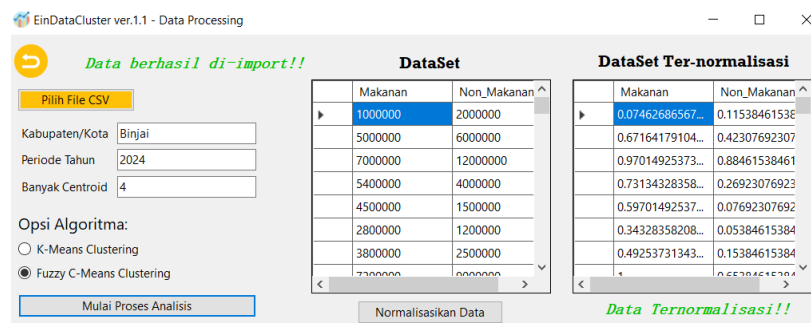 EinDataCluster ver.1.1 - Data Processing
Data berhasil di-import!!
Pilih File CSV
Kabupaten/Kota Binjai
Periode Tahun 2024
Banyak Centroid 4
Opsi Algoritma:
K-Means Clustering
Fuzzy C-Means Clustering
Mulai Proses Analisis
DataSet
Makanan Non_Makanan
1000000 2000000
5000000 6000000
7000000 12000000
5400000 4000000
4500000 1500000
2800000 1200000
3800000 2500000
7200000 9000000
Normalisasikan Data
DataSet Ter-normalisasi
Makanan Non_Makanan
0.07462686567... 0.11538461538
0.67164179104... 0.42307692307
0.97014925373... 0.88461538461
0.73134328358... 0.26923076923
0.59701492537... 0.07692307692
0.34328358208... 0.05384615384
0.49253731343... 0.15384615384
1 0.65384615384
Data Ternormalisasi!!